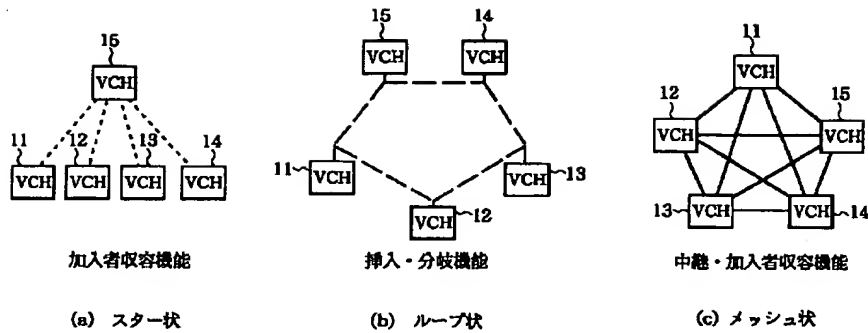 15
VCH
11
12
13
14
VCH
VCH
VCH
VCH
加入者収容機能
(a) スター状
15
14
VCH
VCH
11
VCH
VCH
13
VCH
12
挿入・分岐機能
(b) ループ状
11
VCH
12
15
VCH
VCH
13
VCH
VCH
14
中継・加入者収容機能
(c) メッシュ状